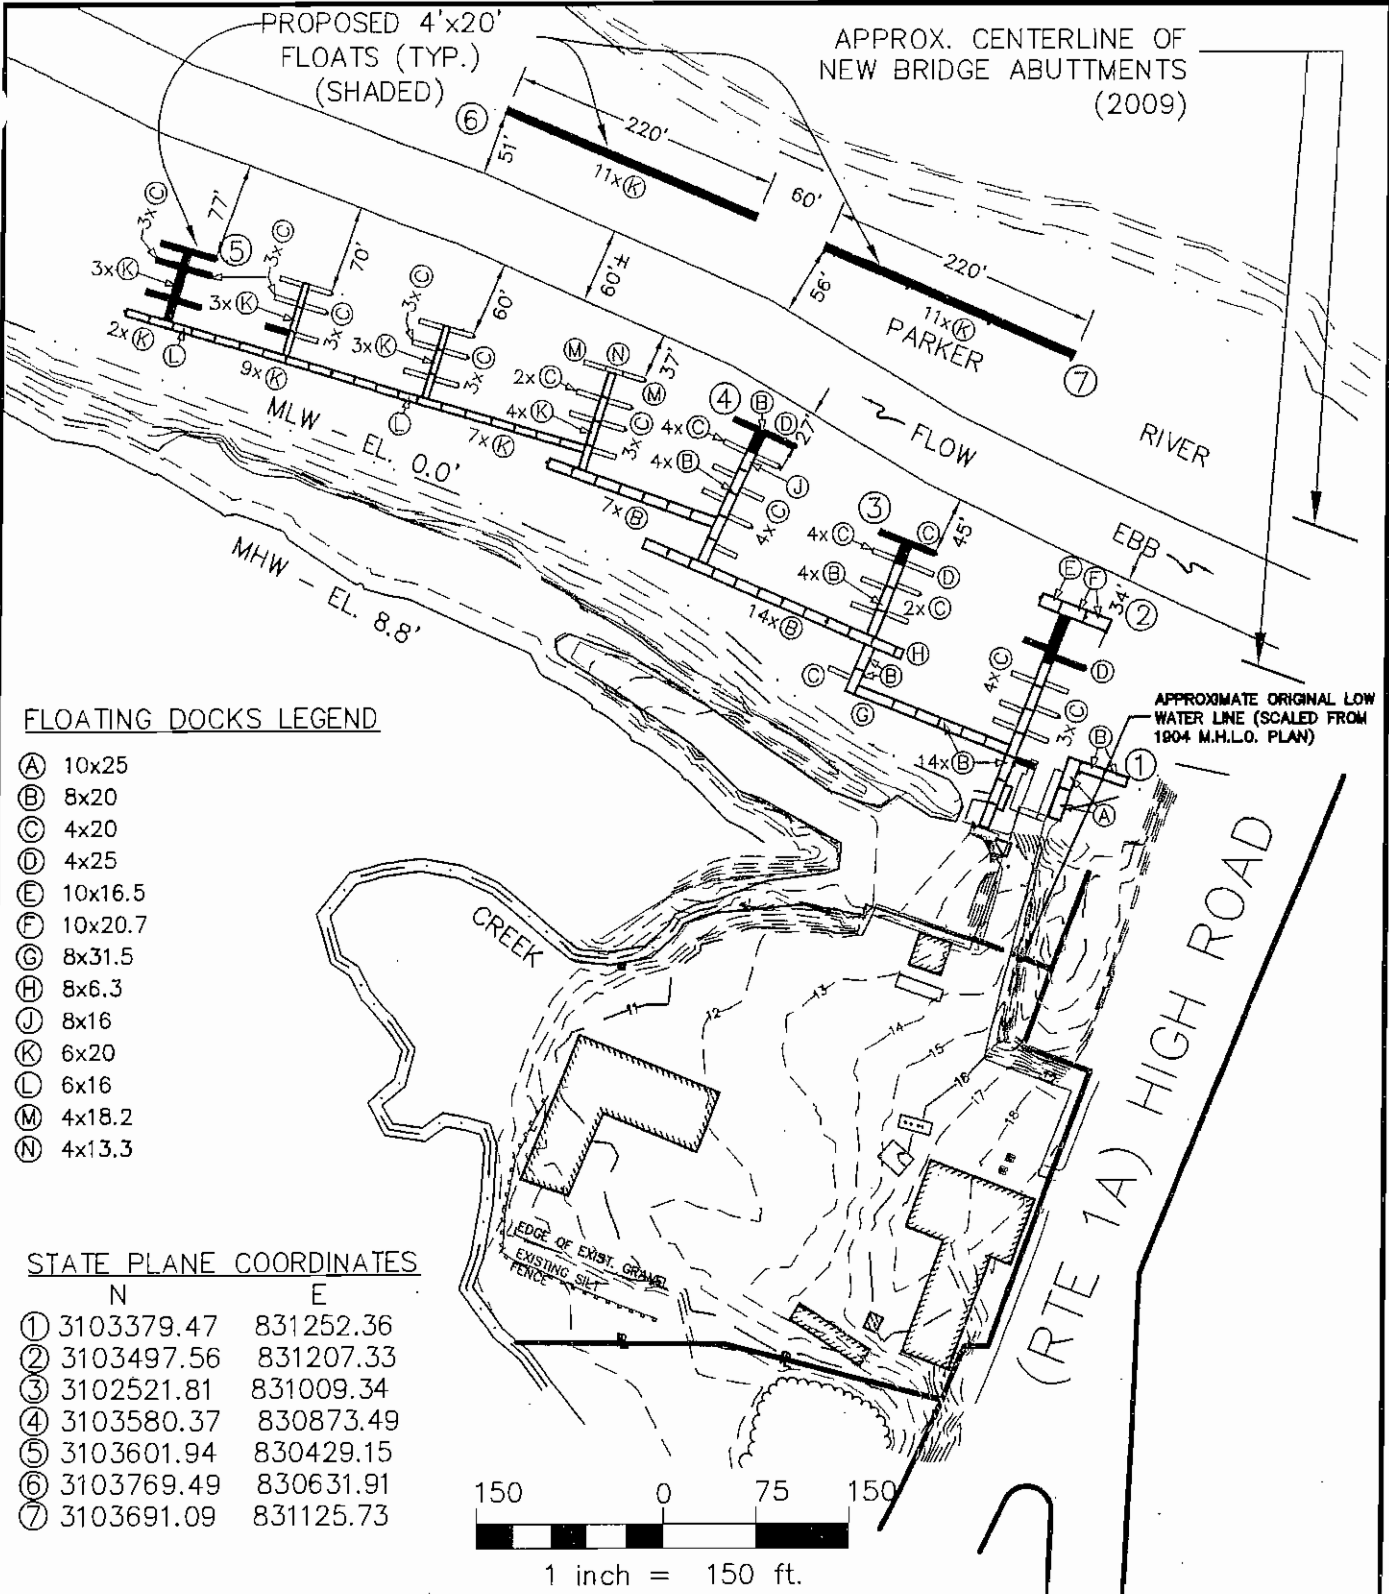 PROPOSED 4'x20'
FLOATS (TYP.)
(SHADED)
APPROX. CENTERLINE OF
NEW BRIDGE ABUTTMENTS
(2009)
⑥
51'
220'
11xⓀ
60'
56'
220'
11xⓀ
PARKER
RIVER
⑦
3xⒸ
77'
⑤
3xⓀ
2xⓀ
Ⓛ
3xⒸ
70'
3xⓀ
3xⒸ
9xⓀ
3xⒸ
60'
3xⓀ
3xⒸ
Ⓛ
7xⓀ
60'±
Ⓜ
Ⓝ
37'
Ⓜ
2xⒸ
4xⓀ
3xⒸ
7xⒷ
④
Ⓑ
Ⓓ
27'
4xⒸ
4xⒷ
Ⓙ
4xⒸ
14xⒷ
FLOW
EBB
③
Ⓒ
45'
4xⒸ
Ⓓ
4xⒷ
2xⒸ
Ⓗ
Ⓒ
Ⓑ
Ⓖ
Ⓔ
Ⓕ
34'
②
Ⓓ
4xⒸ
3xⒸ
14xⒷ
Ⓑ
①
Ⓐ
MLW - EL. 0.0'
MHW - EL. 8.8'
APPROXIMATE ORIGINAL LOW
WATER LINE (SCALED FROM
1904 M.H.L.O. PLAN)
FLOATING DOCKS LEGEND
Ⓐ 10x25
Ⓑ 8x20
Ⓒ 4x20
Ⓓ 4x25
Ⓔ 10x16.5
Ⓕ 10x20.7
Ⓖ 8x31.5
Ⓗ 8x6.3
Ⓙ 8x16
Ⓚ 6x20
Ⓛ 6x16
Ⓜ 4x18.2
Ⓝ 4x13.3
CREEK
11
12
13
14
15
16
17
18
(RTE 1A) HIGH ROAD
EDGE OF EXIST. GRAVEL
EXISTING SILT
FENCE
STATE PLANE COORDINATES
N E
① 3103379.47 831252.36
② 3103497.56 831207.33
③ 3102521.81 831009.34
④ 3103580.37 830873.49
⑤ 3103601.94 830429.15
⑥ 3103769.49 830631.91
⑦ 3103691.09 831125.73
150 0 75 150
1 inch = 150 ft.